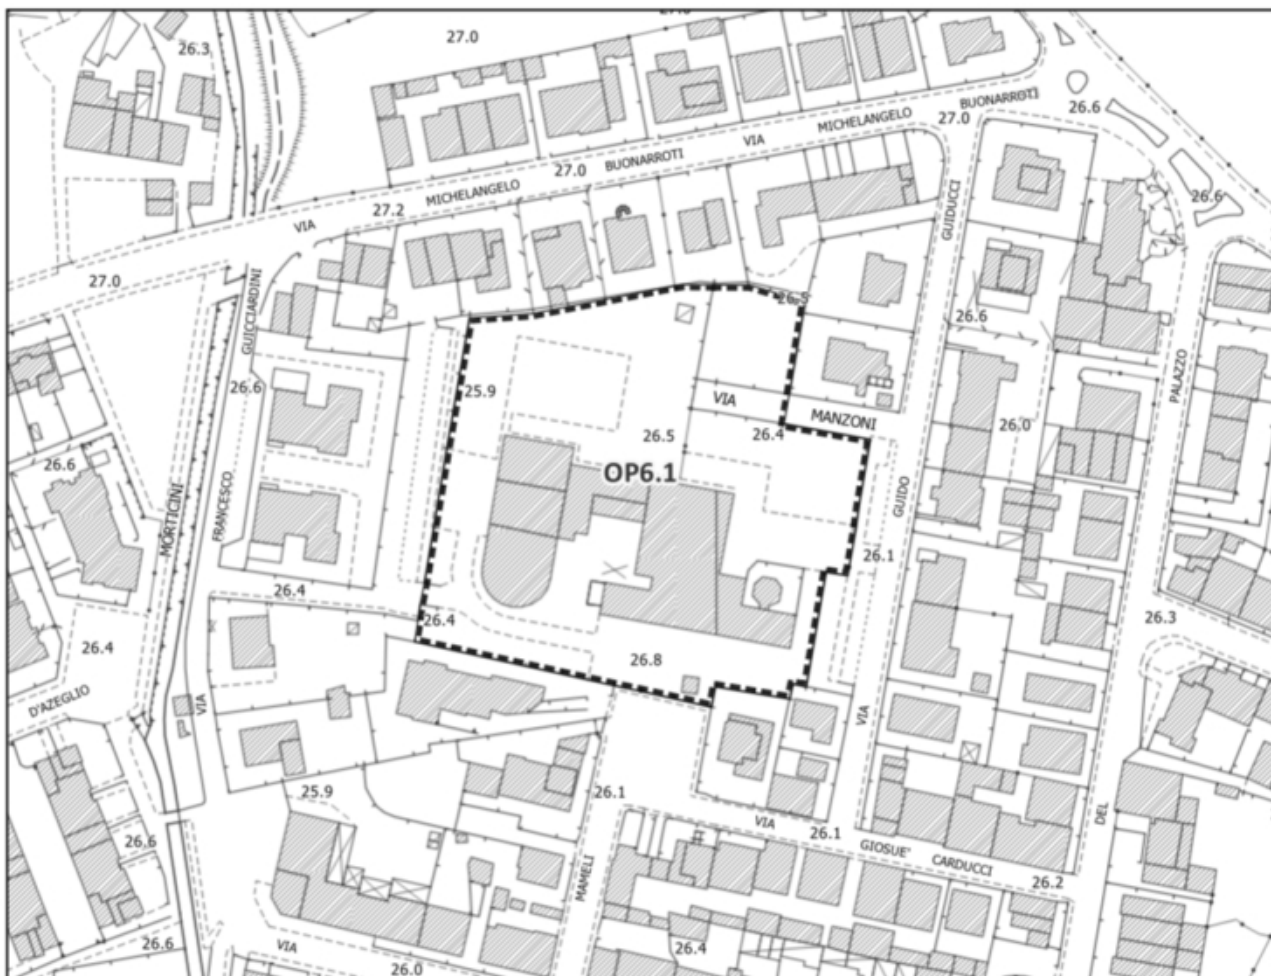 27.0
26.3
27.0
BUONARROTI
26.6
MICHELANGELO
27.0
VIA
BUONARROTI
27.0
MICHELANGELO
26.6
27.2
VIA
GUIDUCCI
27.0
GUICCIARDINI
26.5
26.6
PALAZZO
26.6
25.9
VIA
MANZONI
26.0
26.5
26.4
26.6
OP6.1
GUIDO
FRANCESCO
MORTICINI
26.1
26.4
26.4
26.3
26.4
26.8
D'AZEGLIO
VIA
VIA
25.9
26.1
VIA
26.1
DEL
26.6
GIOSUE' CARDUCCI
MAMELI
26.2
26.6
VIA
26.4
26.0